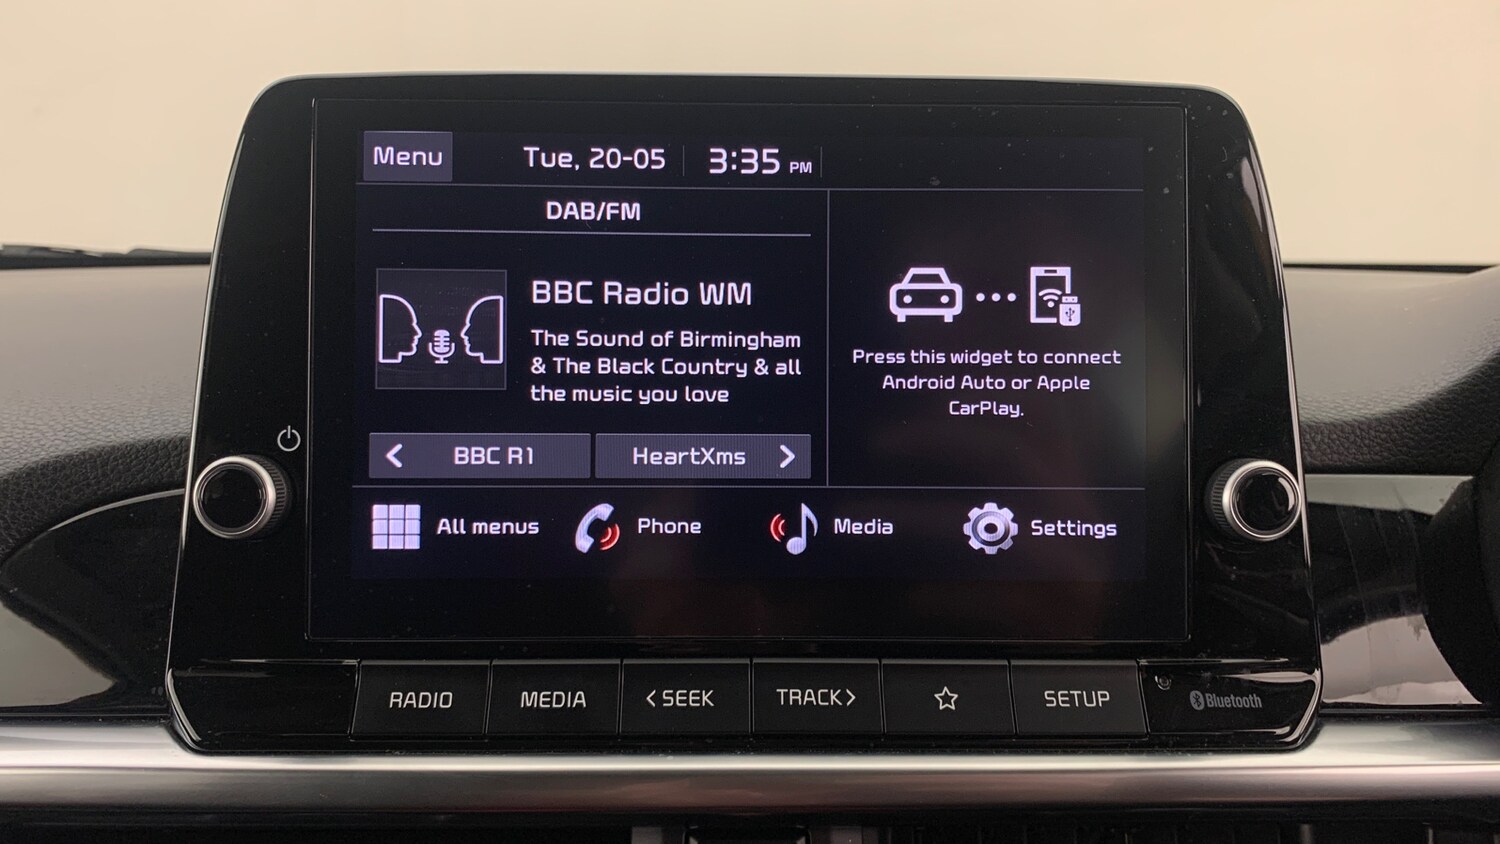 Menu
Tue, 20-05
3:35 PM
DAB/FM
BBC Radio WM
The Sound of Birmingham
& The Black Country & all
the music you love
< BBC R1
HeartXms >
Press this widget to connect
Android Auto or Apple
CarPlay.
All menus
Phone
Media
Settings
RADIO
MEDIA
<SEEK
TRACK>
SETUP
Bluetooth